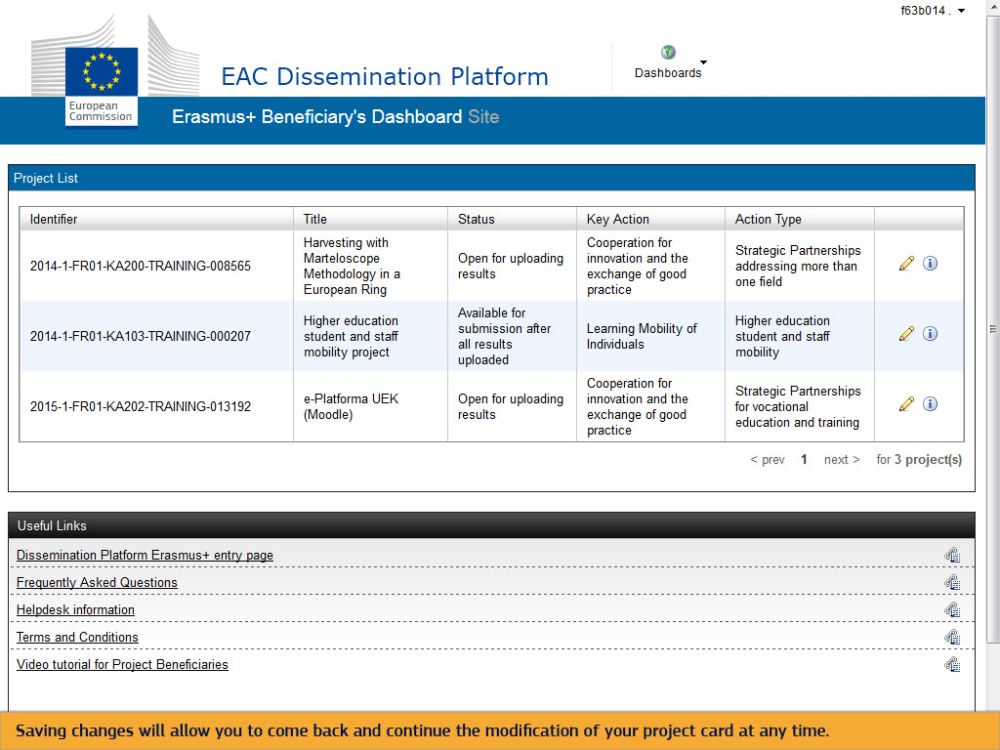 f63b014 .
Dashboards
EAC Dissemination Platform
European
Commission
Erasmus+ Beneficiary's Dashboard Site
Project List
Identifier Title Status Key Action Action Type
2014-1-FR01-KA200-TRAINING-008565
Harvesting with
Marteloscope
Methodology in a
European Ring
Open for uploading
results
Cooperation for
innovation and the
exchange of good
practice
Strategic Partnerships
addressing more than
one field
2014-1-FR01-KA103-TRAINING-000207
Higher education
student and staff
mobility project
Available for
submission after
all results
uploaded
Learning Mobility of
Individuals
Higher education
student and staff
mobility
2015-1-FR01-KA202-TRAINING-013192
e-Platforma UEK
(Moodle)
Open for uploading
results
Cooperation for
innovation and the
exchange of good
practice
Strategic Partnerships
for vocational
education and training
< prev 1 next > for 3 project(s)
Useful Links
Dissemination Platform Erasmus+ entry page
Frequently Asked Questions
Helpdesk information
Terms and Conditions
Video tutorial for Project Beneficiaries
Saving changes will allow you to come back and continue the modification of your project card at any time.